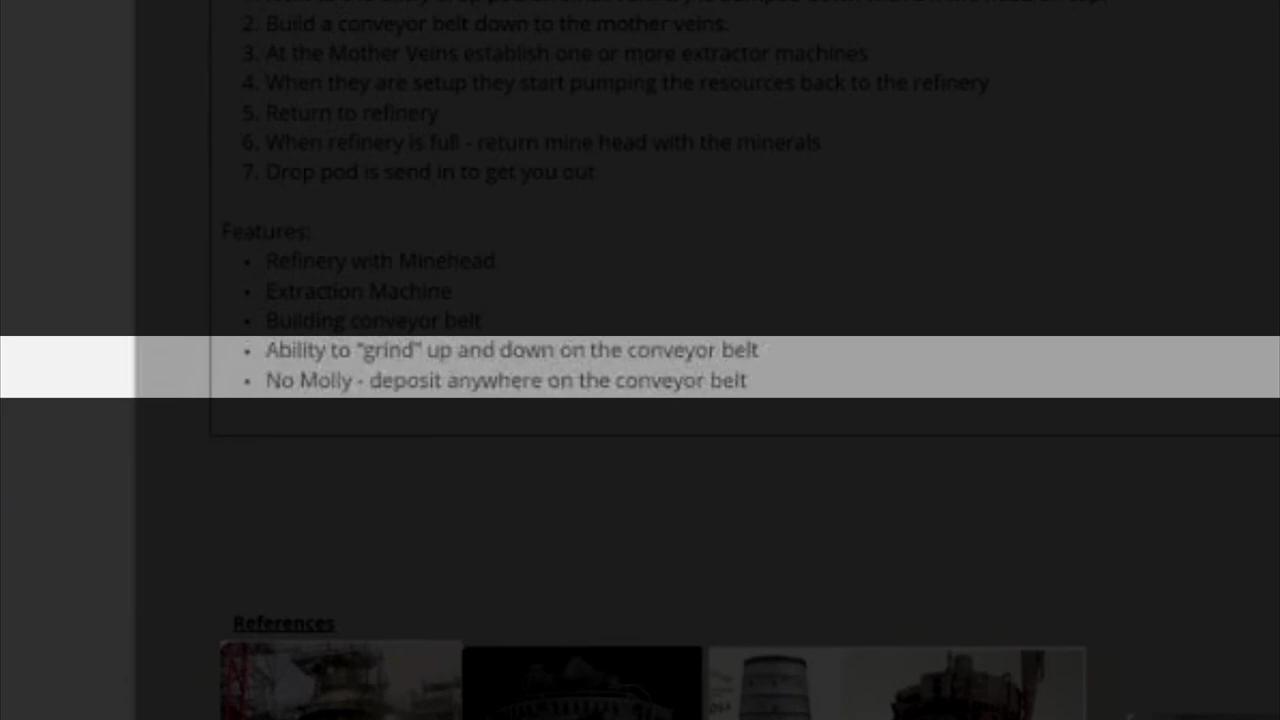 2. Build a conveyor belt down to the mother veins.
3. At the Mother Veins establish one or more extractor machines
4. When they are setup they start pumping the resources back to the refinery
5. Return to refinery
6. When refinery is full - return mine head with the minerals
7. Drop pod is send in to get you out
Features:
• Refinery with Minehead
• Extraction Machine
• Building conveyor belt
• Ability to "grind" up and down on the conveyor belt
• No Molly - deposit anywhere on the conveyor belt
References